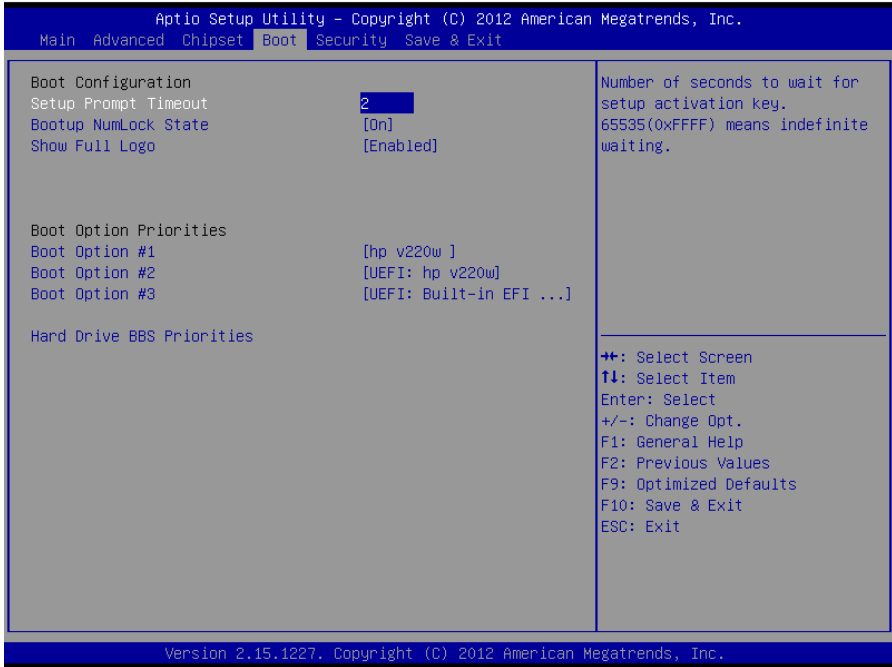 Aptio Setup Utility – Copyright (C) 2012 American Megatrends, Inc.
Main Advanced Chipset Boot Security Save & Exit
Boot Configuration
Setup Prompt Timeout 2
Bootup NumLock State [On]
Show Full Logo [Enabled]
Boot Option Priorities
Boot Option #1 [hp v220w ]
Boot Option #2 [UEFI: hp v220w]
Boot Option #3 [UEFI: Built-in EFI ...]
Hard Drive BBS Priorities
Number of seconds to wait for
setup activation key.
65535(0xFFFF) means indefinite
waiting.
→←: Select Screen
↑↓: Select Item
Enter: Select
+/-: Change Opt.
F1: General Help
F2: Previous Values
F9: Optimized Defaults
F10: Save & Exit
ESC: Exit
Version 2.15.1227. Copyright (C) 2012 American Megatrends, Inc.